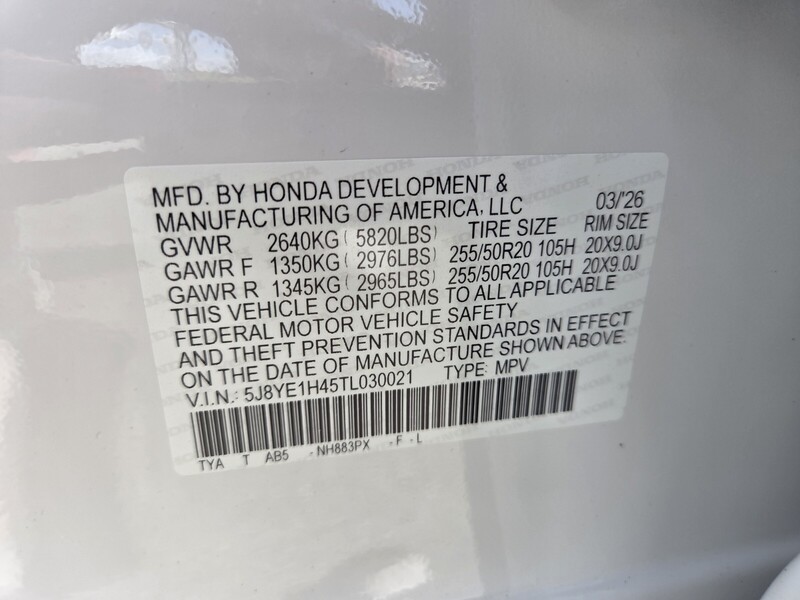 MFD. BY HONDA DEVELOPMENT &
MANUFACTURING OF AMERICA, LLC 03/'26
GVWR 2640KG ( 5820LBS) TIRE SIZE RIM SIZE
GAWR F 1350KG ( 2976LBS) 255/50R20 105H 20X9.0J
GAWR R 1345KG ( 2965LBS) 255/50R20 105H 20X9.0J
THIS VEHICLE CONFORMS TO ALL APPLICABLE
FEDERAL MOTOR VEHICLE SAFETY
AND THEFT PREVENTION STANDARDS IN EFFECT
ON THE DATE OF MANUFACTURE SHOWN ABOVE.
V.I.N.: 5J8YE1H45TL030021 TYPE: MPV
TYA T AB5 -NH883PX -F -L